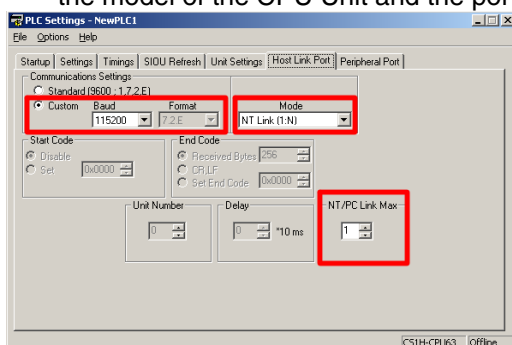 the model of the CPU Unit and the por
PLC Settings - NewPLC1
File Options Help
Startup Settings Timings SIOU Refresh Unit Settings Host Link Port Peripheral Port
Communications Settings
Standard (9600 ; 1,7,2,E)
Custom Baud Format Mode
115200 7,2,E NT Link (1:N)
Start Code End Code
Disable Received Bytes 256
Set 0x0000 CR,LF
Set End Code 0x0000
Unit Number Delay NT/PC Link Max
0 0 *10 ms 1
CS1H-CPU63 Offline